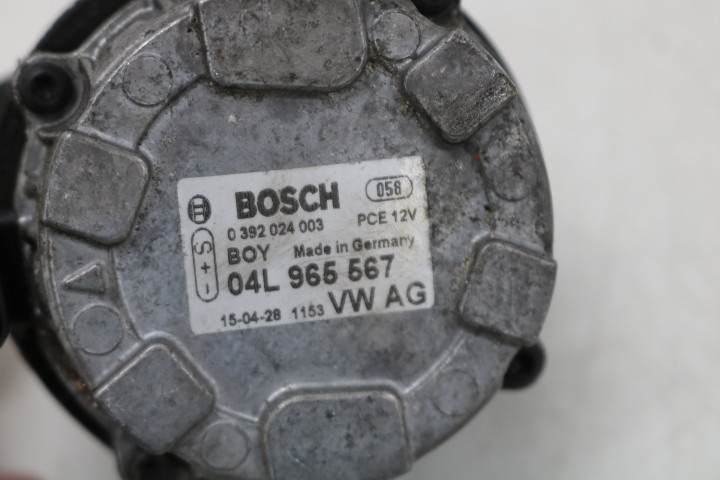 BOSCH 058
0 392 024 003 PCE 12V
BOY Made in Germany
- + S
04L 965 567
15-04-28 1153 VW AG